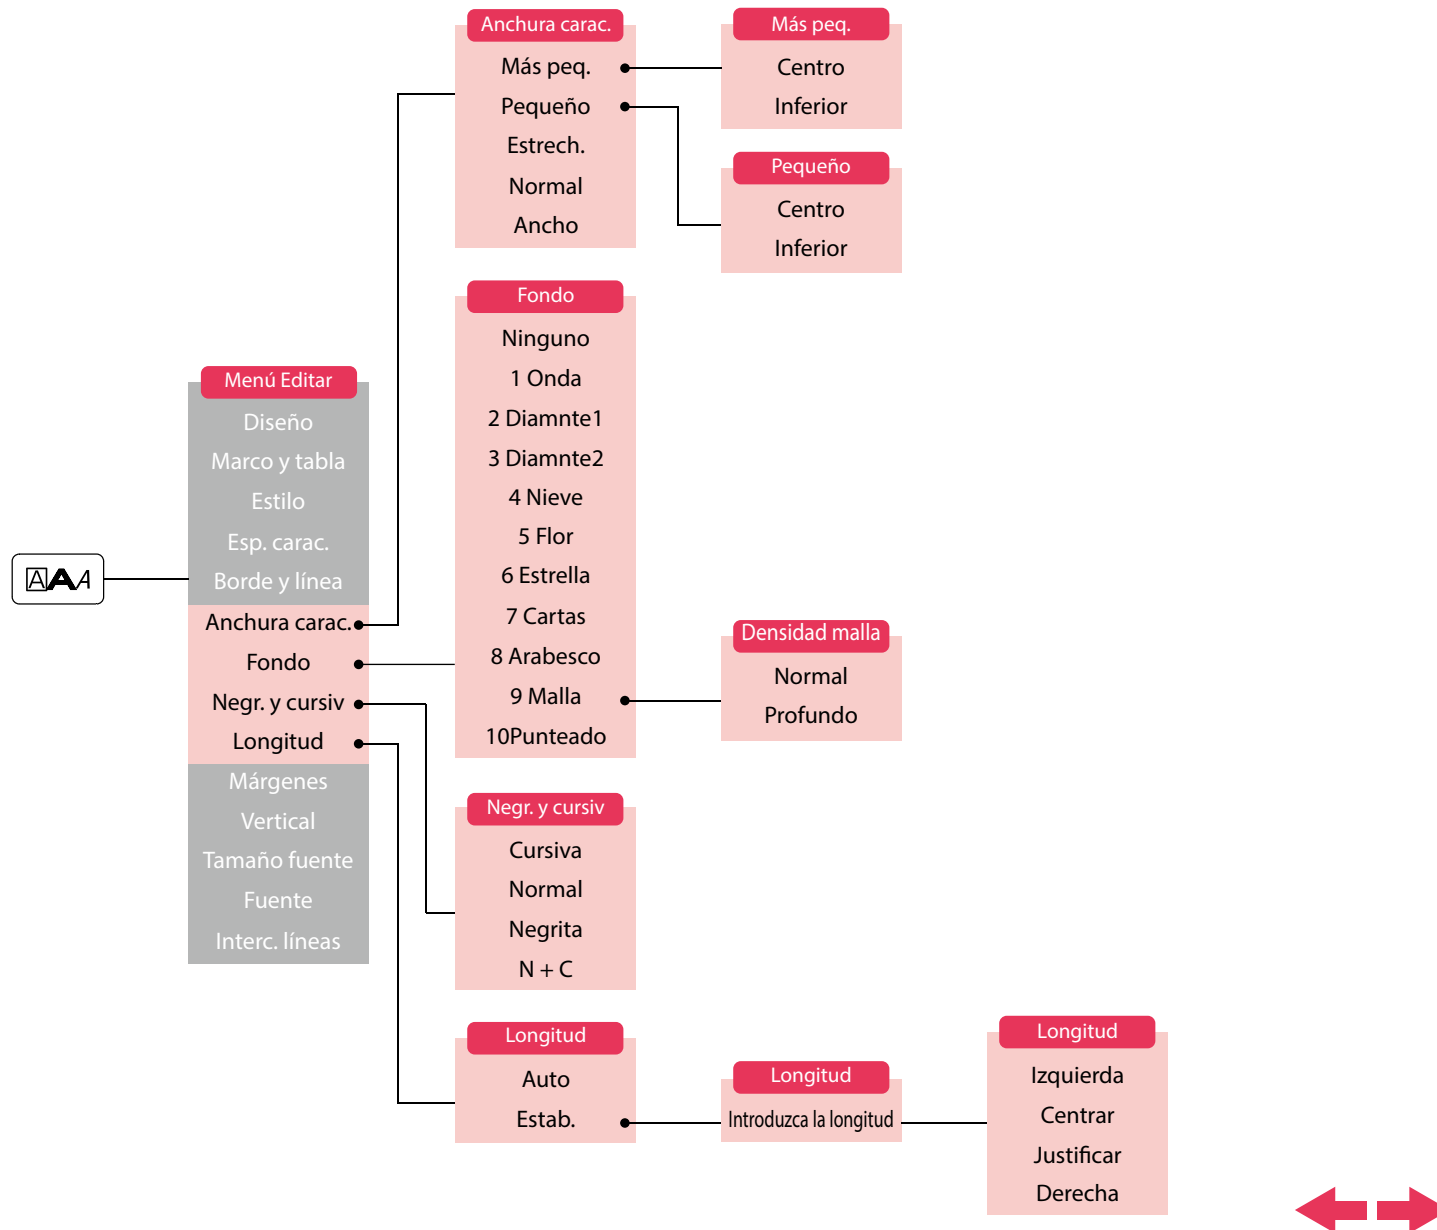 AAA
Menú Editar
Diseño
Marco y tabla
Estilo
Esp. carac.
Borde y línea
Anchura carac.
Fondo
Negr. y cursiv
Longitud
Márgenes
Vertical
Tamaño fuente
Fuente
Interc. líneas
Anchura carac.
Más peq.
Pequeño
Estrech.
Normal
Ancho
Más peq.
Centro
Inferior
Pequeño
Centro
Inferior
Fondo
Ninguno
1 Onda
2 Diamnte1
3 Diamnte2
4 Nieve
5 Flor
6 Estrella
7 Cartas
8 Arabesco
9 Malla
10Punteado
Densidad malla
Normal
Profundo
Negr. y cursiv
Cursiva
Normal
Negrita
N + C
Longitud
Auto
Estab.
Longitud
Introduzca la longitud
Longitud
Izquierda
Centrar
Justificar
Derecha